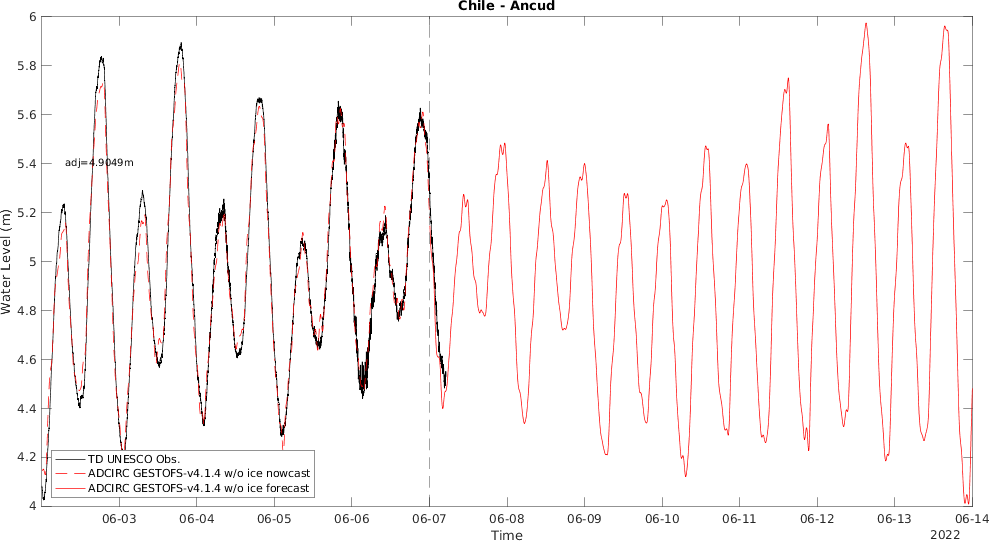 Chile - Ancud
6
5.8
5.6
5.4
5.2
5
4.8
4.6
4.4
4.2
4
Water Level (m)
adj=4.9049m
TD UNESCO Obs.
ADCIRC GESTOFS-v4.1.4 w/o ice nowcast
ADCIRC GESTOFS-v4.1.4 w/o ice forecast
06-03 06-04 06-05 06-06 06-07 06-08 06-09 06-10 06-11 06-12 06-13 06-14
Time
2022